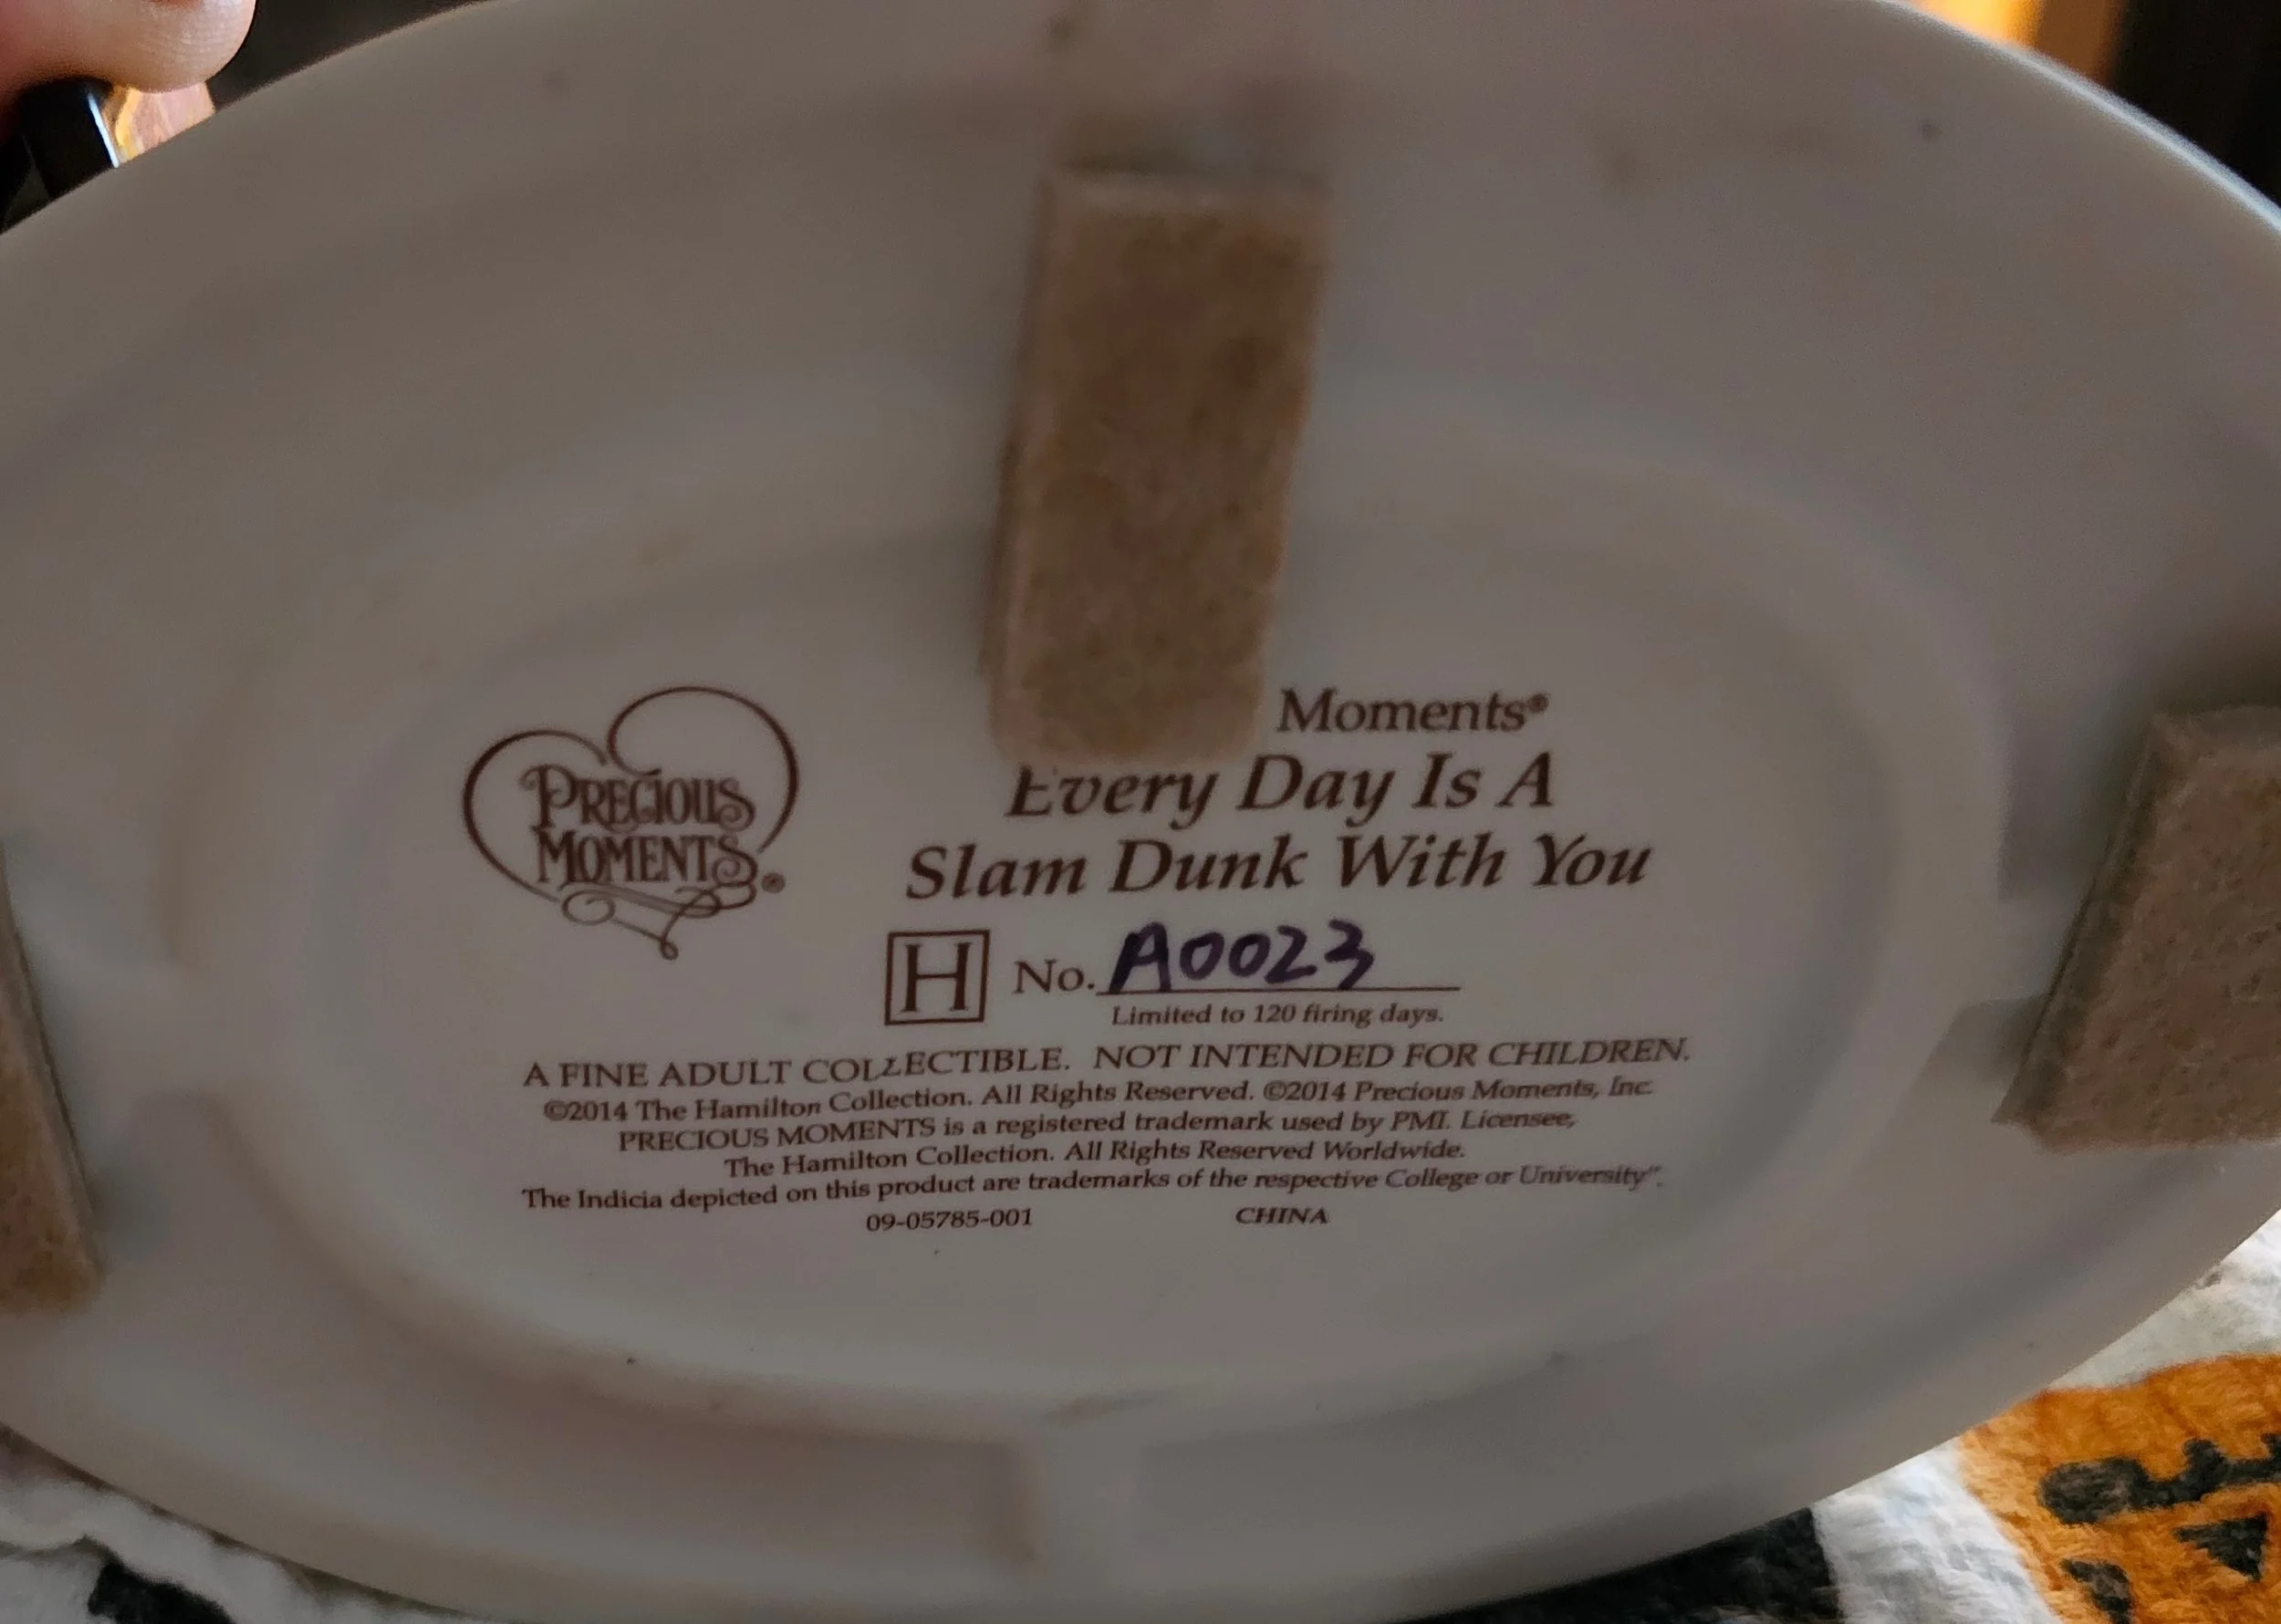 PRECIOUS
MOMENTS®
Moments®
Every Day Is A
Slam Dunk With You
H No. A0023
Limited to 120 firing days.
A FINE ADULT COLLECTIBLE. NOT INTENDED FOR CHILDREN.
©2014 The Hamilton Collection. All Rights Reserved. ©2014 Precious Moments, Inc.
PRECIOUS MOMENTS is a registered trademark used by PMI. Licensee,
The Hamilton Collection. All Rights Reserved Worldwide.
The Indicia depicted on this product are trademarks of the respective College or University".
09-05785-001 CHINA